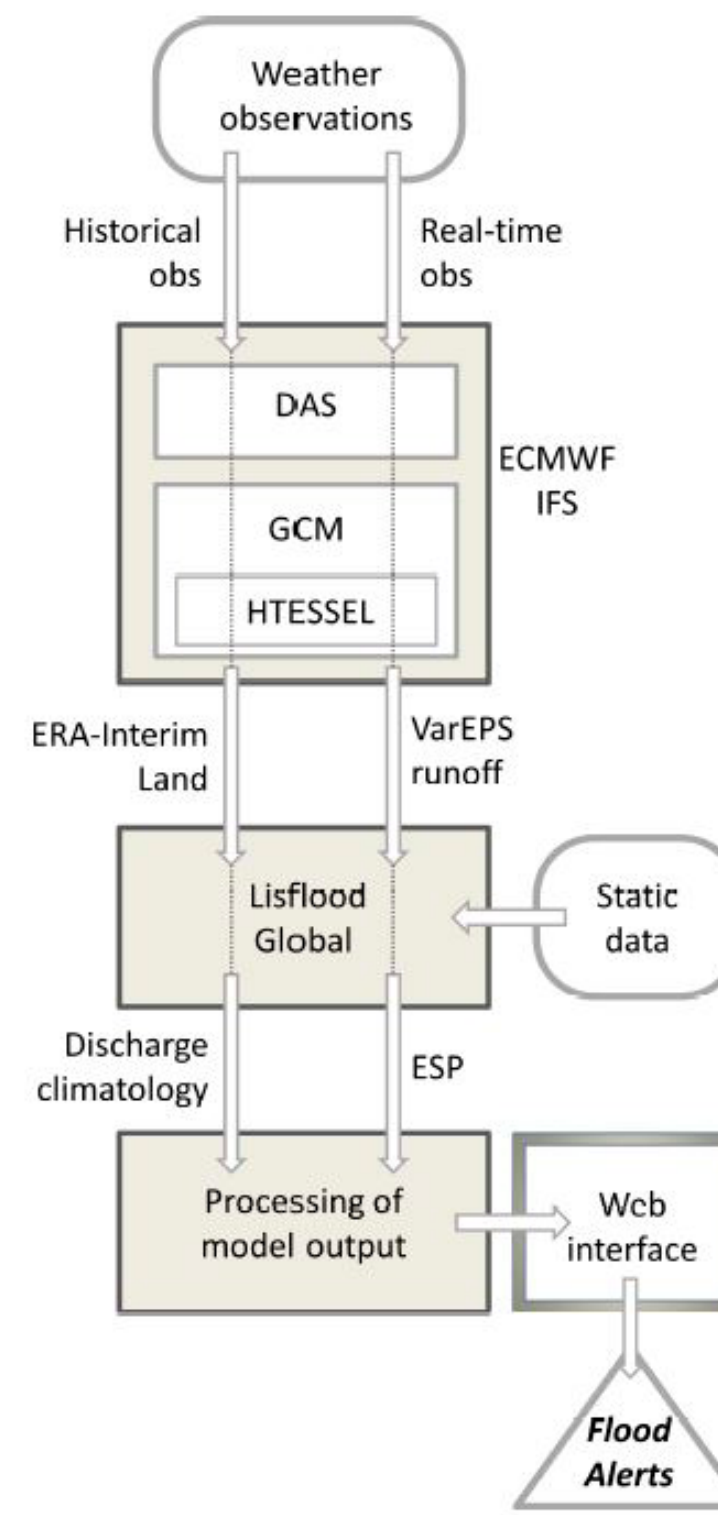 Weather
observations
Historical
obs
Real-time
obs
DAS
ECMWF
IFS
GCM
HTESSEL
ERA-Interim
Land
VarEPS
runoff
Lisflood
Global
Static
data
Discharge
climatology
ESP
Processing of
model output
Web
interface
Flood
Alerts